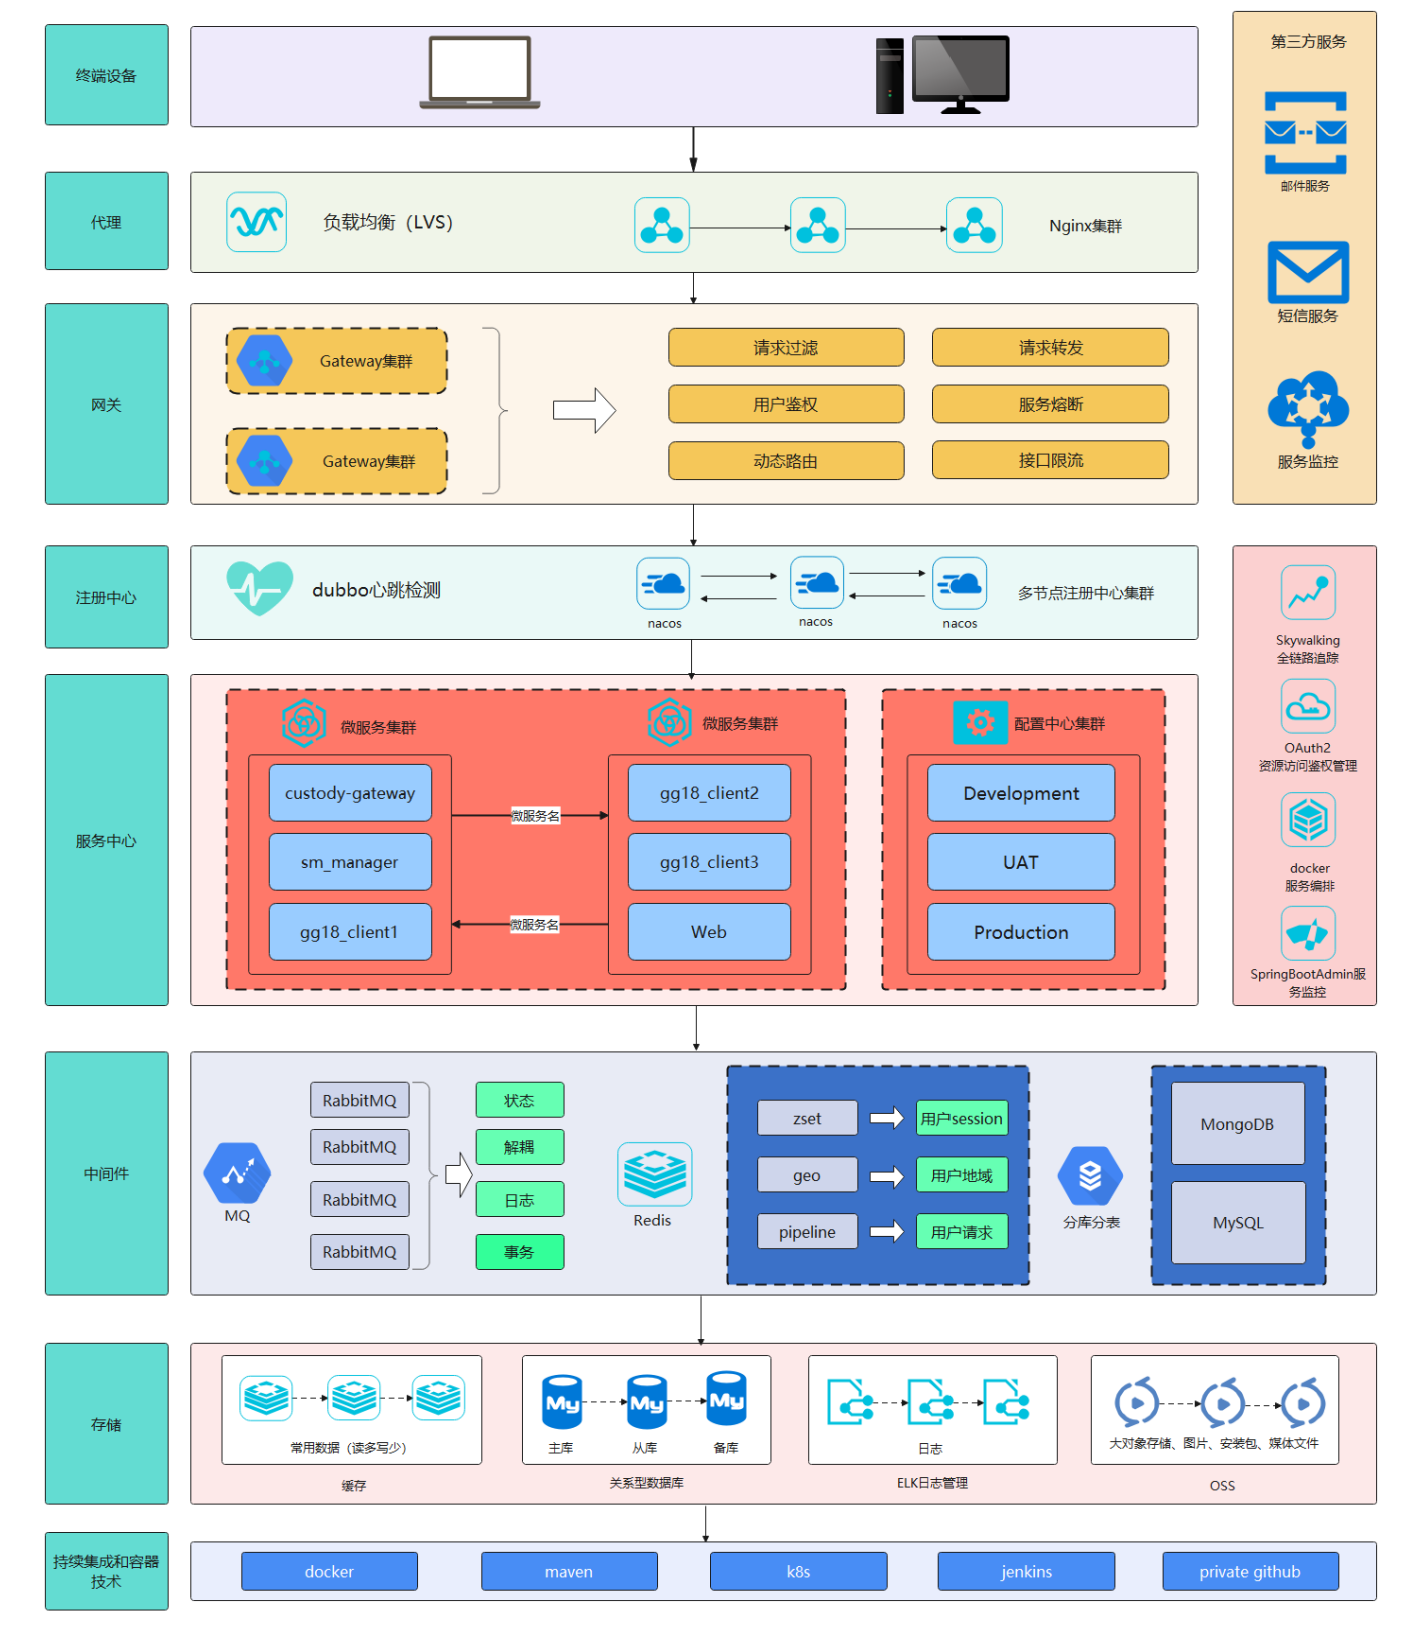 终端设备
第三方服务
邮件服务
短信服务
服务监控
代理
负载均衡（LVS）
Nginx集群
网关
Gateway集群
Gateway集群
请求过滤
请求转发
用户鉴权
服务熔断
动态路由
接口限流
注册中心
dubbo心跳检测
nacos
nacos
nacos
多节点注册中心集群
Skywalking
全链路追踪
OAuth2
资源访问鉴权管理
docker
服务编排
SpringBootAdmin服
务监控
服务中心
微服务集群
微服务集群
配置中心集群
custody-gateway
sm_manager
gg18_client1
微服务名
微服务名
gg18_client2
gg18_client3
Web
Development
UAT
Production
中间件
MQ
RabbitMQ
RabbitMQ
RabbitMQ
RabbitMQ
状态
解耦
日志
事务
Redis
zset
用户session
geo
用户地域
pipeline
用户请求
分库分表
MongoDB
MySQL
存储
常用数据（读多写少）
缓存
My
My
My
主库
从库
备库
关系型数据库
日志
ELK日志管理
大对象存储、图片、安装包、媒体文件
OSS
持续集成和容器
技术
docker
maven
k8s
jenkins
private github